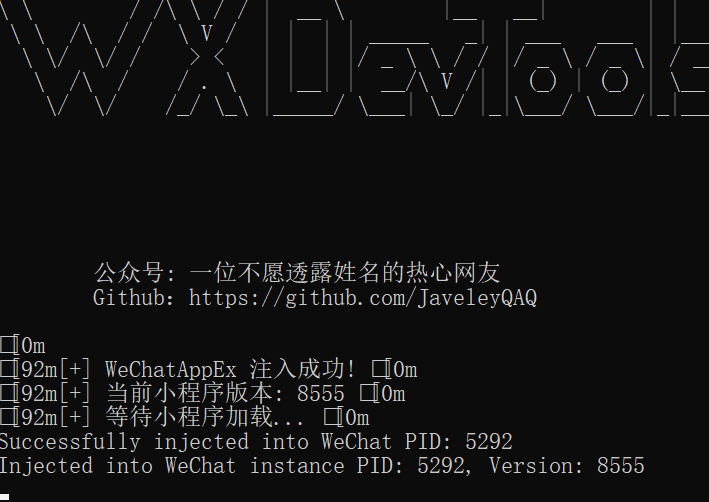 WXDevTools
公众号: 一位不愿透露姓名的热心网友
Github：https://github.com/JaveleyQAQ
□[0m
□[92m[+] WeChatAppEx 注入成功! □[0m
□[92m[+] 当前小程序版本: 8555 □[0m
□[92m[+] 等待小程序加载... □[0m
Successfully injected into WeChat PID: 5292
Injected into WeChat instance PID: 5292, Version: 8555